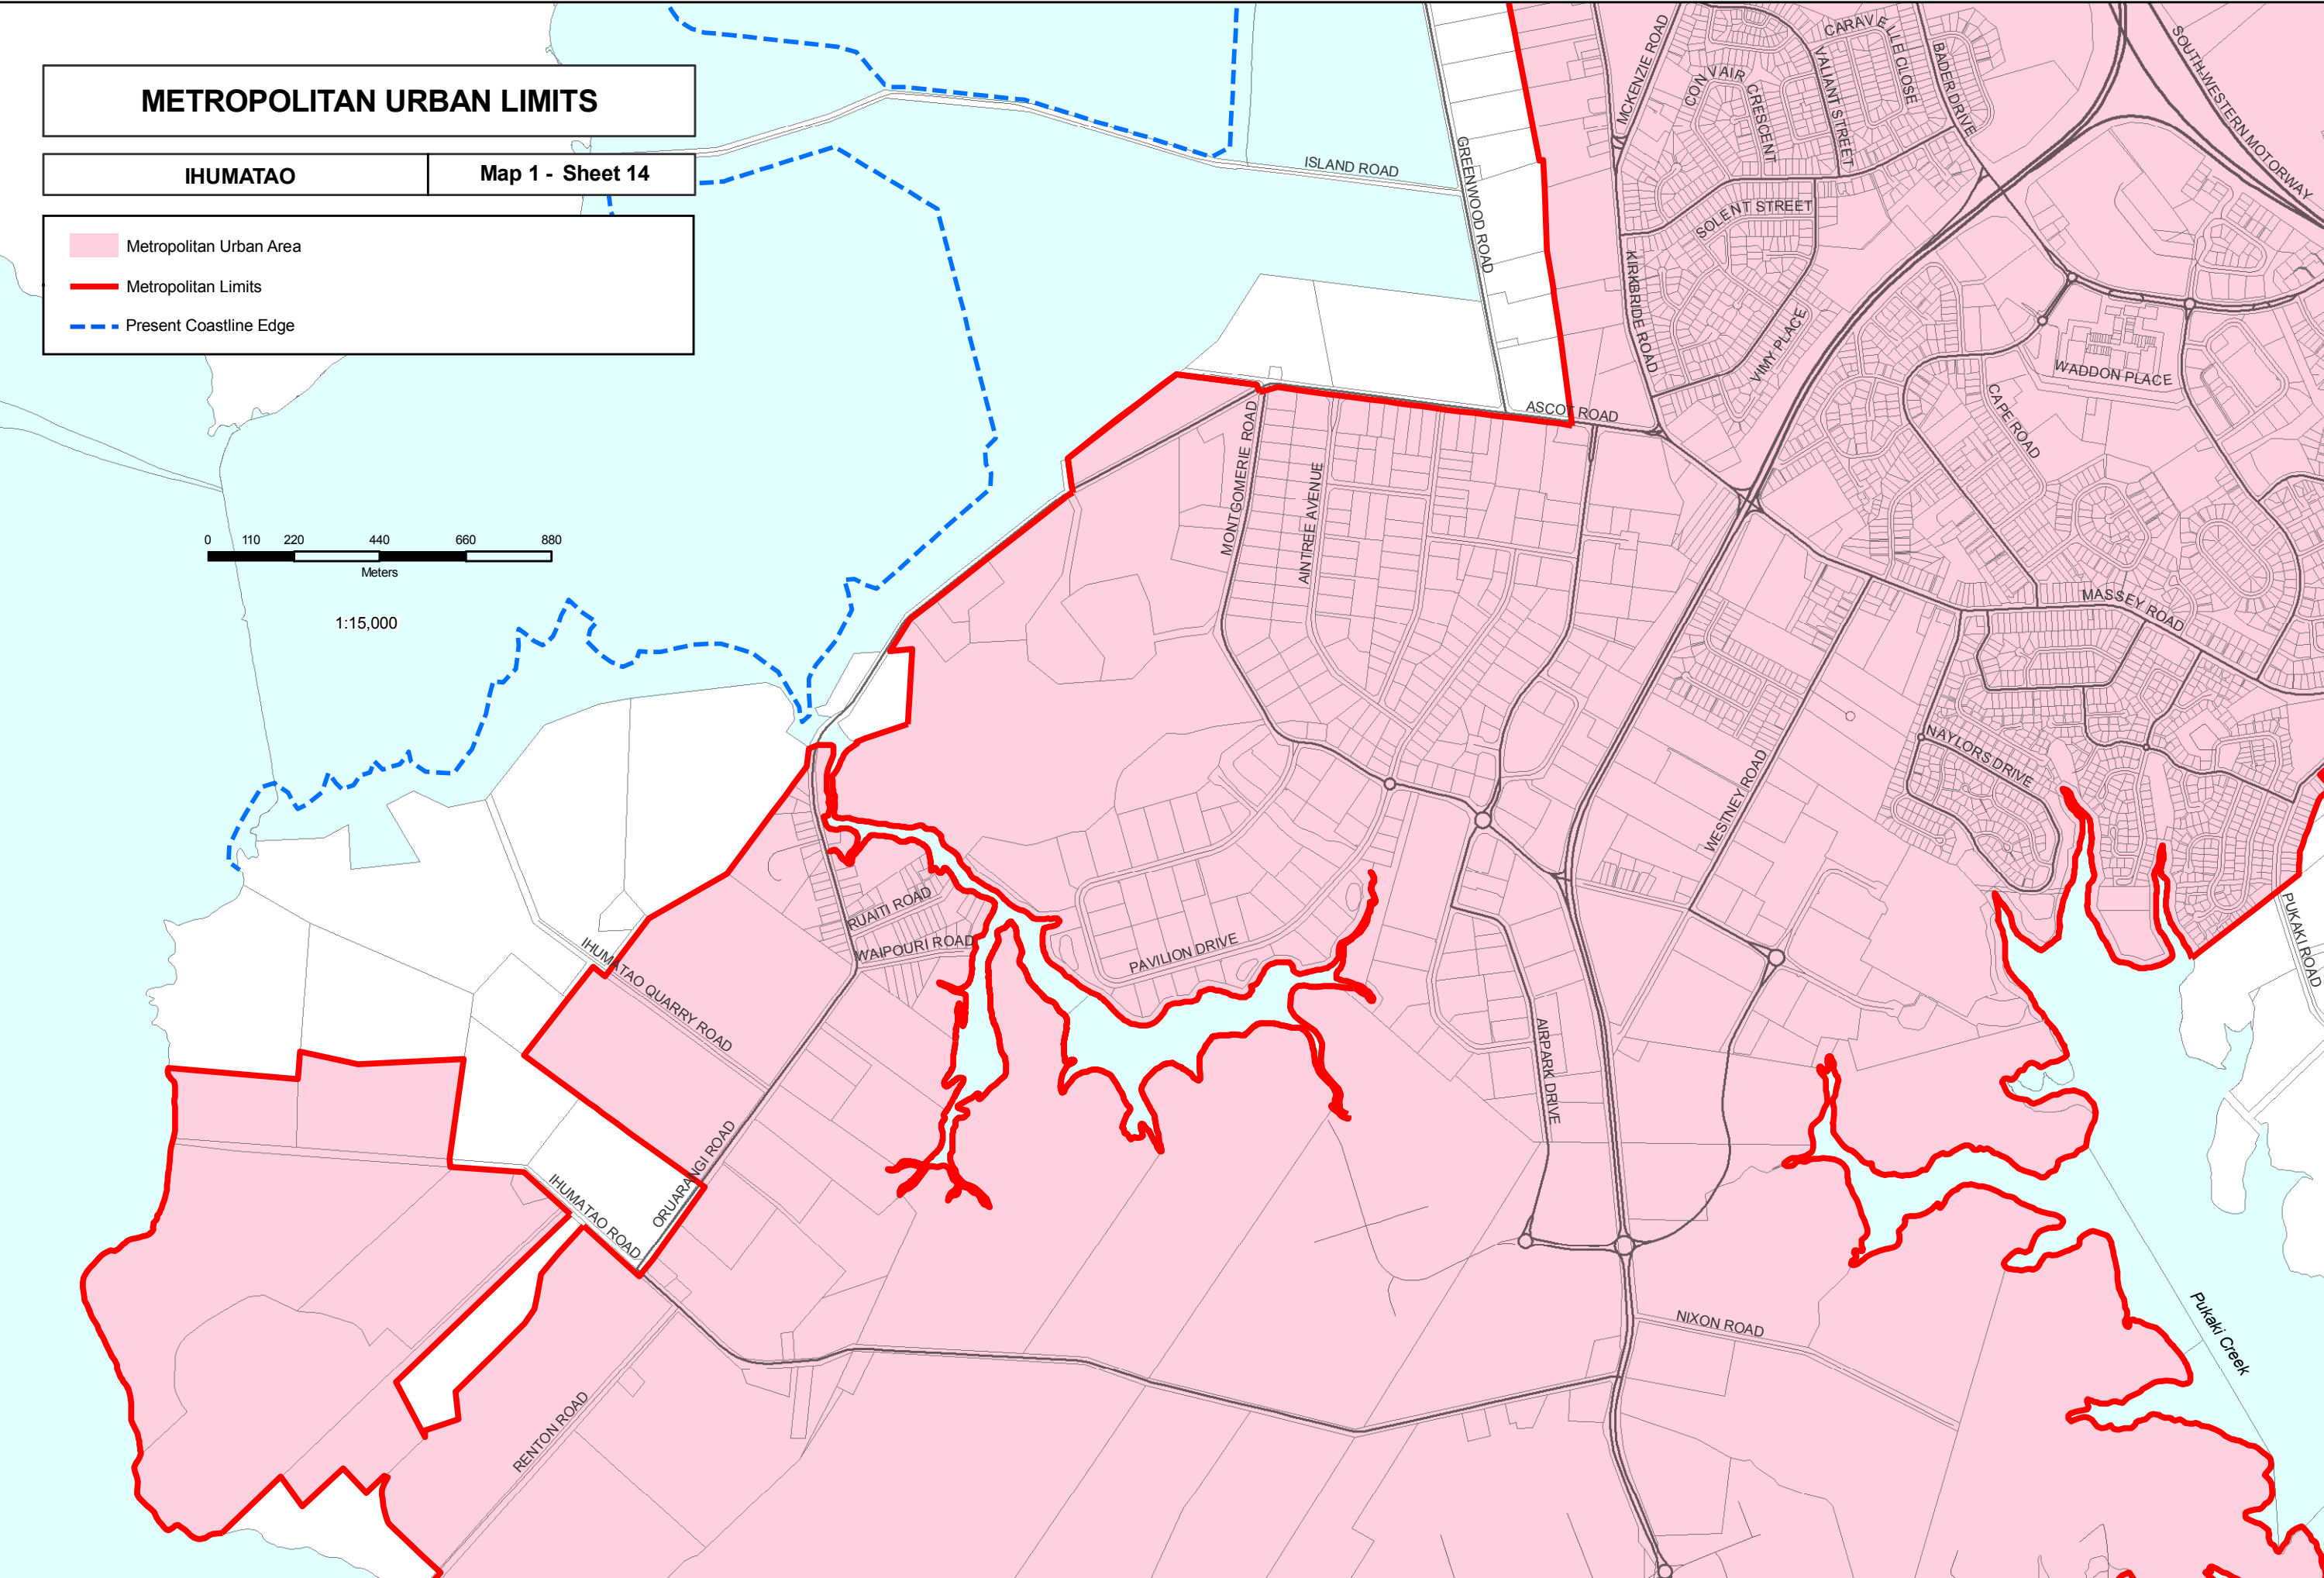 METROPOLITAN URBAN LIMITS
IHUMATAO
Map 1 - Sheet 14
Metropolitan Urban Area
Metropolitan Limits
Present Coastline Edge
0 110 220 440 660 880
Meters
1:15,000
ISLAND ROAD
GREENWOOD ROAD
MCKENZIE ROAD
CONVAIR CRESCENT
CARAVELLE CLOSE
VALIANT STREET
BADER DRIVE
SOUTH-WESTERN MOTORWAY
SOLENT STREET
KIRKBRIDE ROAD
VIMY PLACE
WADDON PLACE
CAPE ROAD
ASCOT ROAD
MONTGOMERIE ROAD
AINTREE AVENUE
MASSEY ROAD
NAYLORS DRIVE
WESTNEY ROAD
PUKAKI ROAD
RUAITI ROAD
WAIPOURI ROAD
PAVILION DRIVE
IHUMATAO QUARRY ROAD
AIRPARK DRIVE
ORUARANGI ROAD
IHUMATAO ROAD
NIXON ROAD
Pukaki Creek
RENTON ROAD